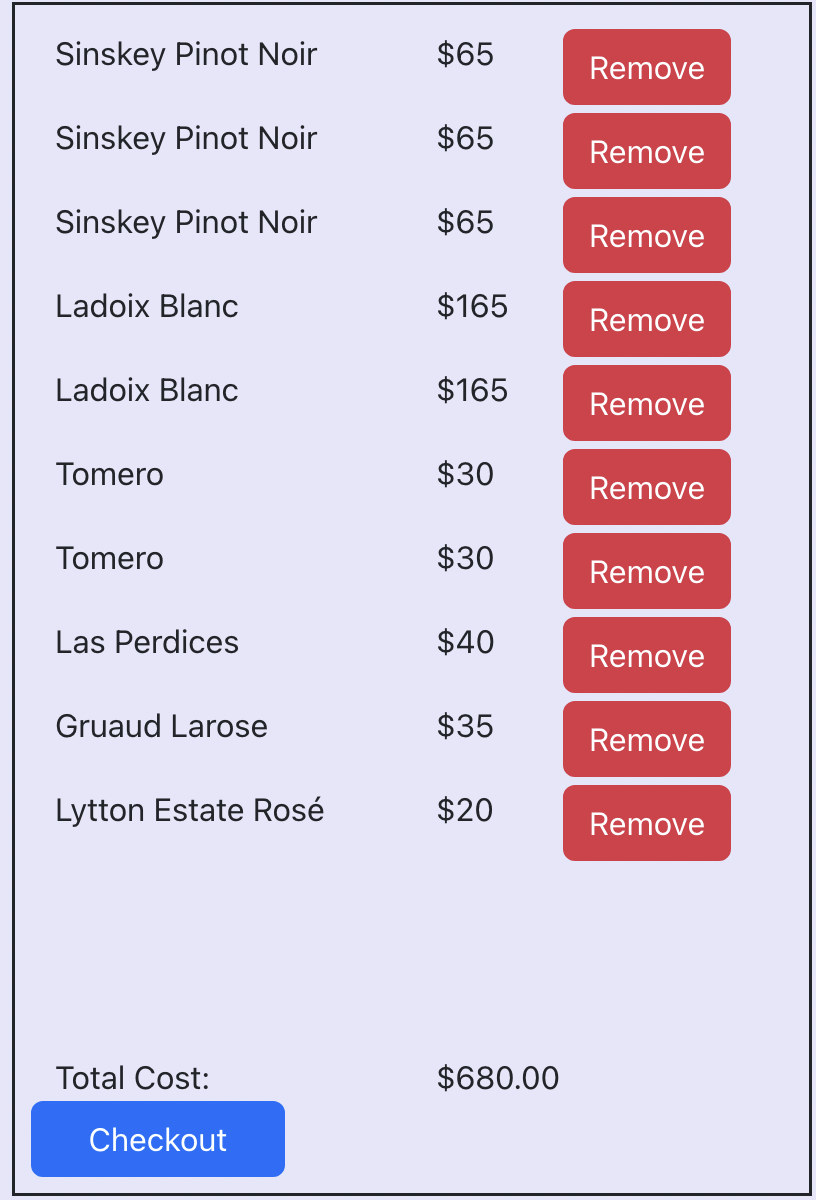 Sinskey Pinot Noir $65 Remove
Sinskey Pinot Noir $65 Remove
Sinskey Pinot Noir $65 Remove
Ladoix Blanc $165 Remove
Ladoix Blanc $165 Remove
Tomero $30 Remove
Tomero $30 Remove
Las Perdices $40 Remove
Gruaud Larose $35 Remove
Lytton Estate Rosé $20 Remove
Total Cost: $680.00
Checkout